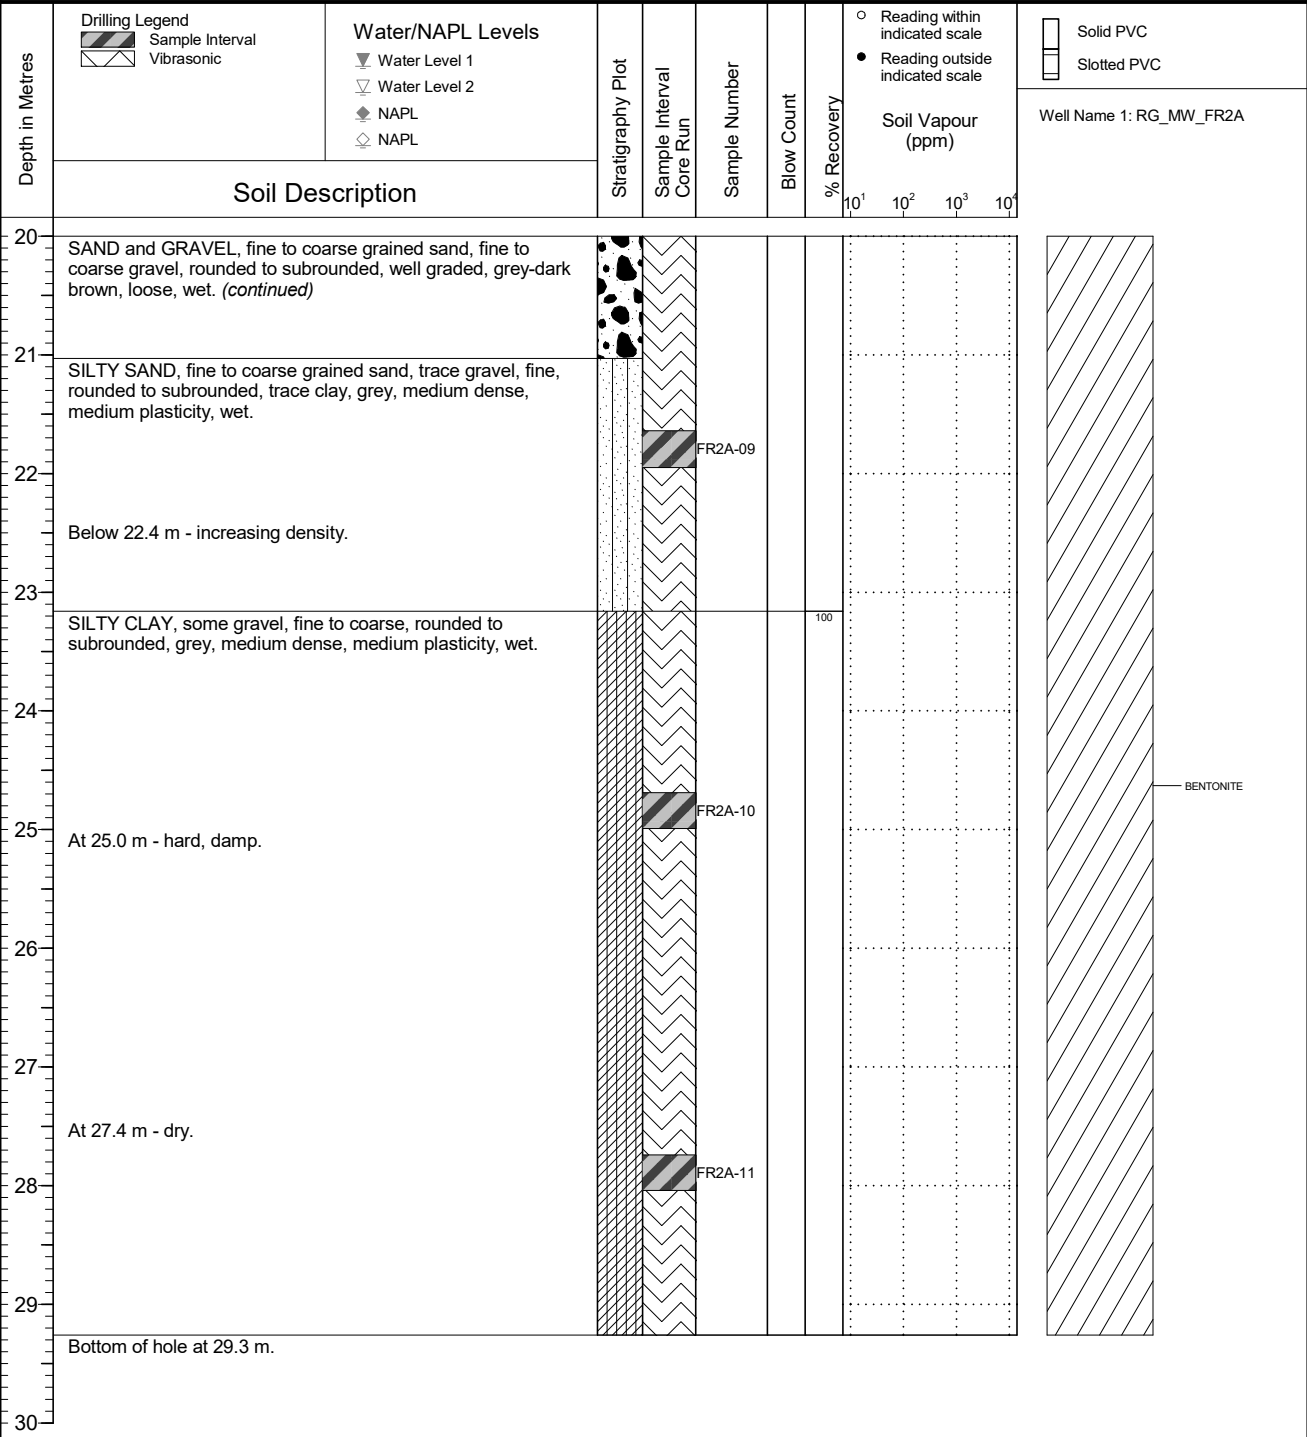 Drilling Legend
Sample Interval
Vibrasonic
Water/NAPL Levels
Water Level 1
Water Level 2
NAPL
NAPL
Depth in Metres
Soil Description
Stratigraphy Plot
Sample Interval
Core Run
Sample Number
Blow Count
% Recovery
Reading within
indicated scale
Reading outside
indicated scale
Soil Vapour
(ppm)
10¹ 10² 10³ 10⁴
Solid PVC
Slotted PVC
Well Name 1: RG_MW_FR2A
20
SAND and GRAVEL, fine to coarse grained sand, fine to
coarse gravel, rounded to subrounded, well graded, grey-dark
brown, loose, wet. (continued)
21
SILTY SAND, fine to coarse grained sand, trace gravel, fine,
rounded to subrounded, trace clay, grey, medium dense,
medium plasticity, wet.
FR2A-09
22
Below 22.4 m - increasing density.
23
100
SILTY CLAY, some gravel, fine to coarse, rounded to
subrounded, grey, medium dense, medium plasticity, wet.
24
BENTONITE
FR2A-10
25
At 25.0 m - hard, damp.
26
27
At 27.4 m - dry.
FR2A-11
28
29
Bottom of hole at 29.3 m.
30